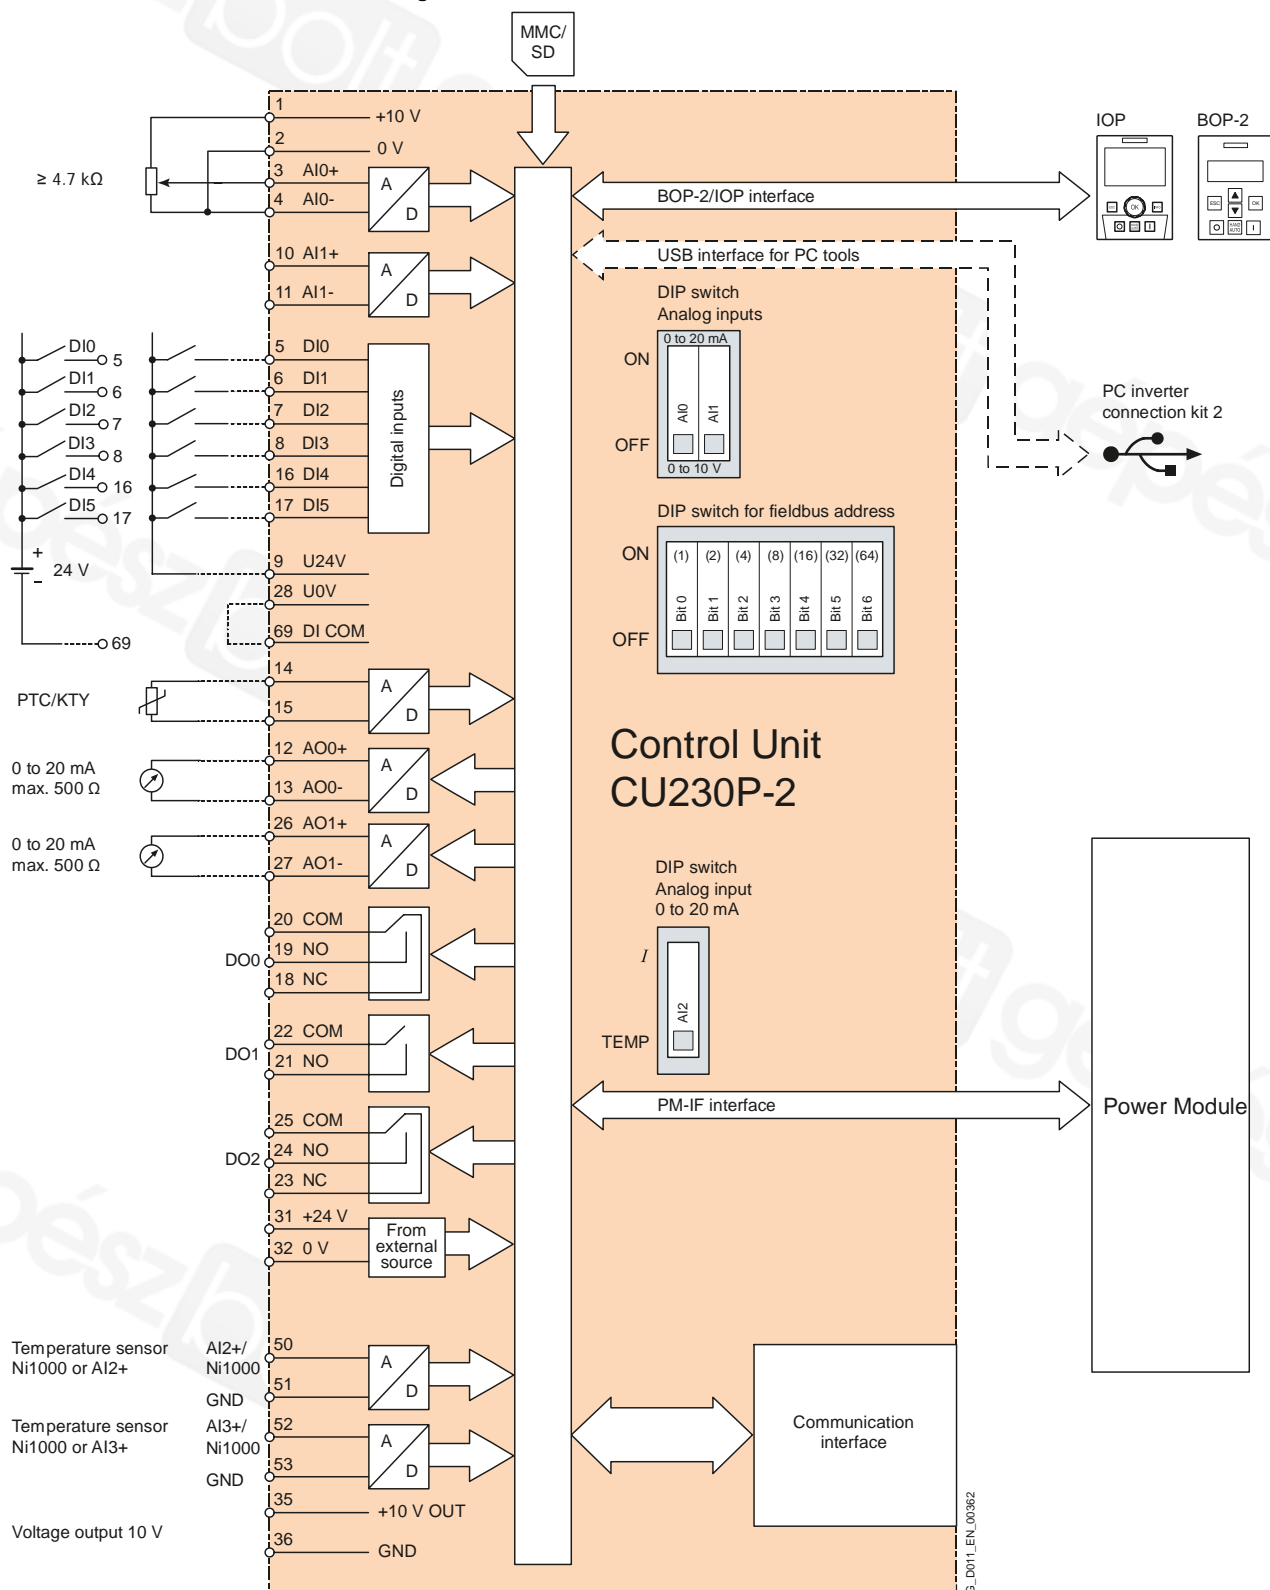 MMC/
SD
1
+10 V
2
0 V
≥ 4.7 kΩ
3 AI0+
4 AI0-
A
D
10 AI1+
11 AI1-
A
D
DI0
5
DI1
6
DI2
7
DI3
8
DI4
16
DI5
17
+
24 V
–
69
5 DI0
6 DI1
7 DI2
8 DI3
16 DI4
17 DI5
Digital inputs
9 U24V
28 U0V
69 DI COM
PTC/KTY
14
15
A
D
0 to 20 mA
max. 500 Ω
12 AO0+
13 AO0-
A
D
0 to 20 mA
max. 500 Ω
26 AO1+
27 AO1-
A
D
DO0
20 COM
19 NO
18 NC
DO1
22 COM
21 NO
DO2
25 COM
24 NO
23 NC
31 +24 V
32 0 V
From
external
source
Temperature sensor
Ni1000 or AI2+
AI2+/
Ni1000
GND
50
51
A
D
Temperature sensor
Ni1000 or AI3+
AI3+/
Ni1000
GND
52
53
A
D
Voltage output 10 V
35
+10 V OUT
36
GND
BOP-2/IOP interface
USB interface for PC tools
IOP
BOP-2
OK
ESC
OK
HAND
AUTO
I
PC inverter
connection kit 2
DIP switch
Analog inputs
0 to 20 mA
ON
OFF
AI0
AI1
0 to 10 V
DIP switch for fieldbus address
ON
OFF
(1) (2) (4) (8) (16) (32) (64)
Bit 0 Bit 1 Bit 2 Bit 3 Bit 4 Bit 5 Bit 6
Control Unit
CU230P-2
DIP switch
Analog input
0 to 20 mA
I
TEMP
AI2
PM-IF interface
Power Module
Communication
interface
G_D011_EN_00362